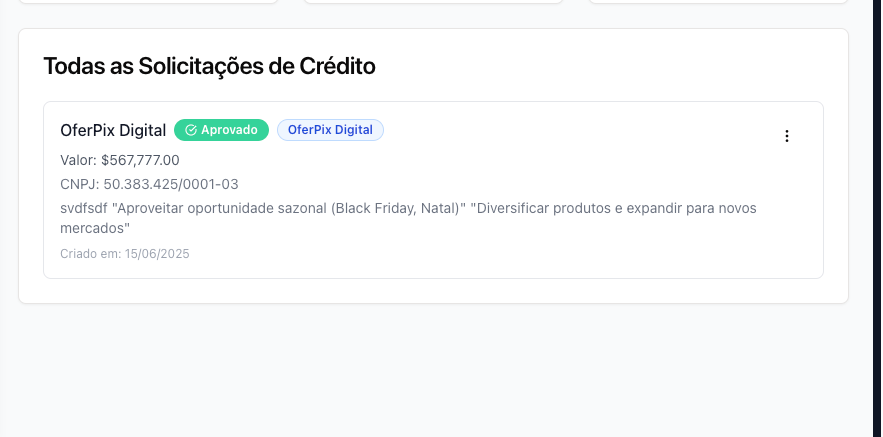 Todas as Solicitações de Crédito
OferPix Digital Aprovado OferPix Digital
Valor: $567,777.00
CNPJ: 50.383.425/0001-03
svdfsdf "Aproveitar oportunidade sazonal (Black Friday, Natal)" "Diversificar produtos e expandir para novos
mercados"
Criado em: 15/06/2025